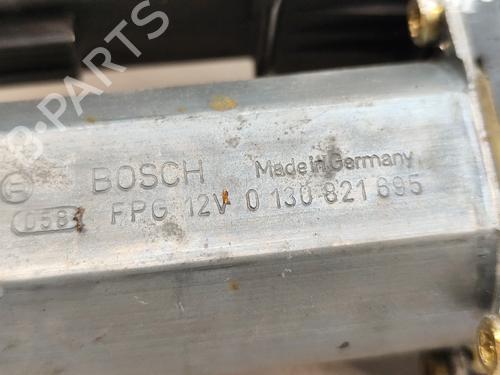 BOSCH Made in Germany
058 FPG 12V 0 130 821 695
B-PARTS